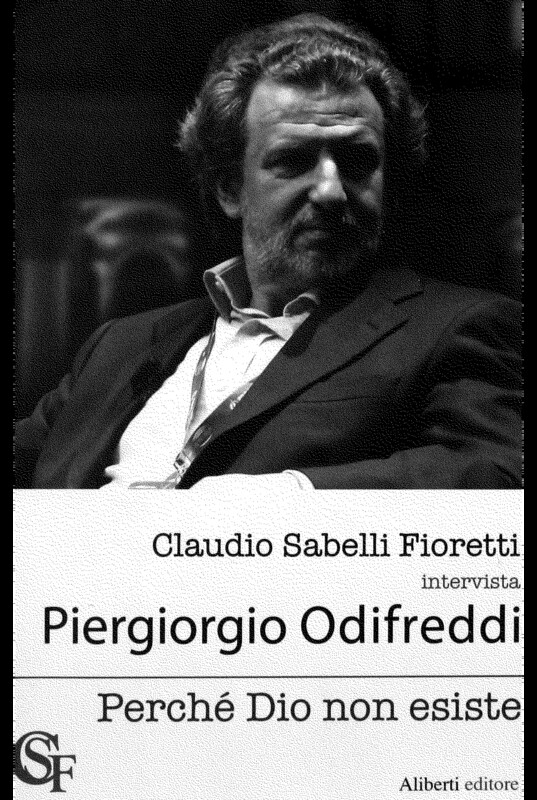 Claudio Sabelli Fioretti
intervista
Piergiorgio Odifreddi
Perché Dio non esiste
CSF
Aliberti editore